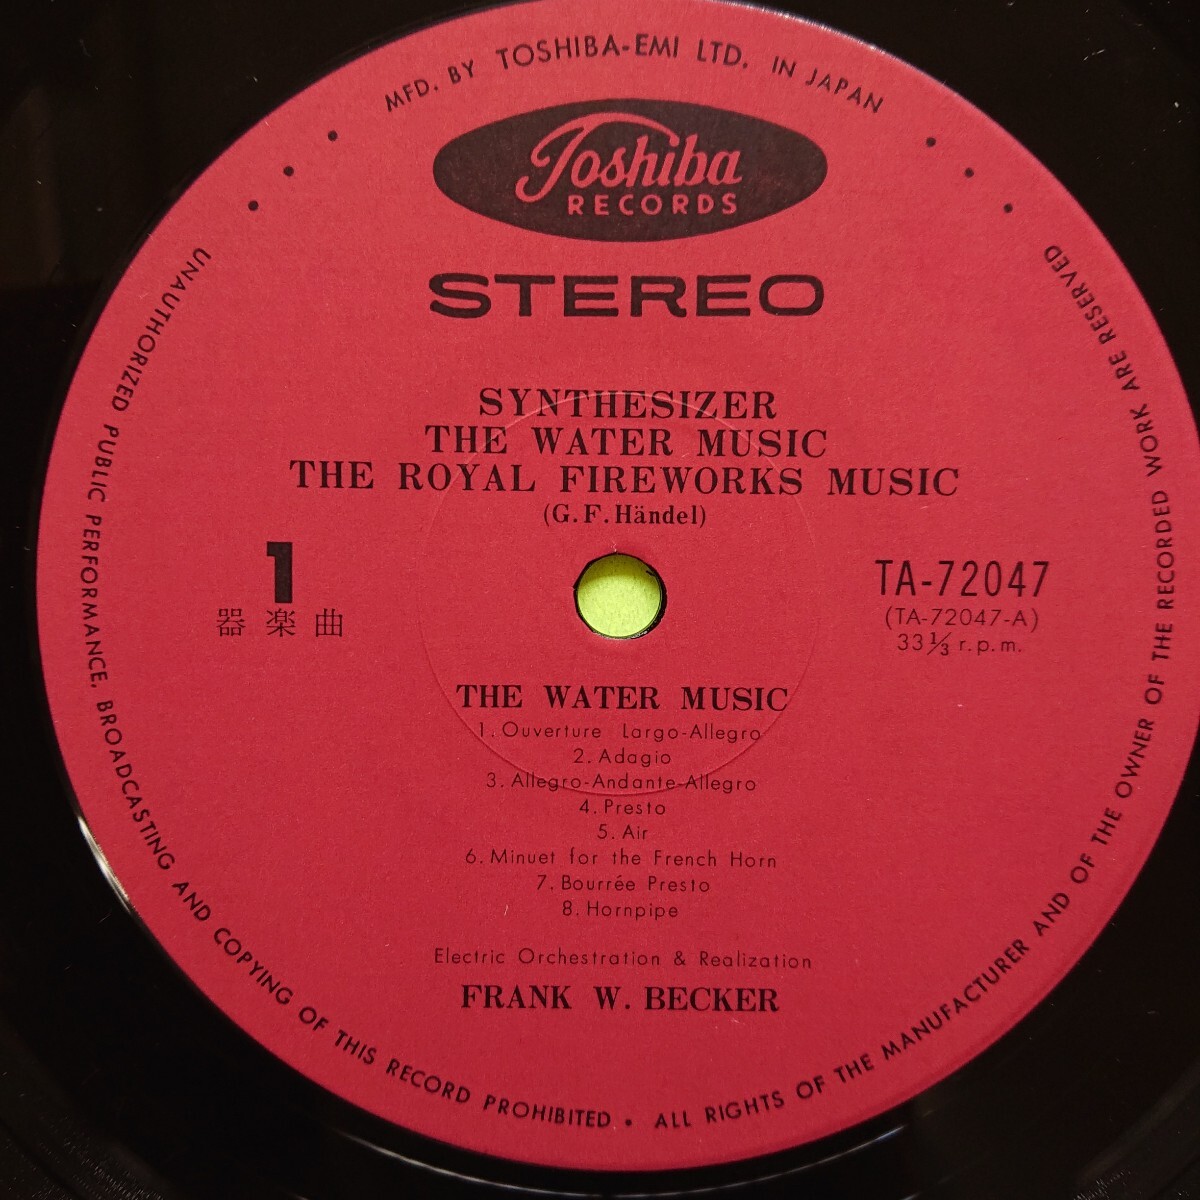 MFD. BY TOSHIBA-EMI LTD. IN JAPAN
Toshiba
RECORDS
STEREO
SYNTHESIZER
THE WATER MUSIC
THE ROYAL FIREWORKS MUSIC
(G.F.Händel)
1
器楽曲
TA-72047
(TA-72047-A)
33⅓ r.p.m.
THE WATER MUSIC
1.Ouverture Largo-Allegro
2.Adagio
3.Allegro-Andante-Allegro
4.Presto
5.Air
6.Minuet for the French Horn
7.Bourrée Presto
8.Hornpipe
Electric Orchestration & Realization
FRANK W. BECKER
UNAUTHORIZED PUBLIC PERFORMANCE, BROADCASTING AND COPYING OF THIS RECORD PROHIBITED • ALL RIGHTS OF THE MANUFACTURER AND OF THE OWNER OF THE RECORDED WORK ARE RESERVED